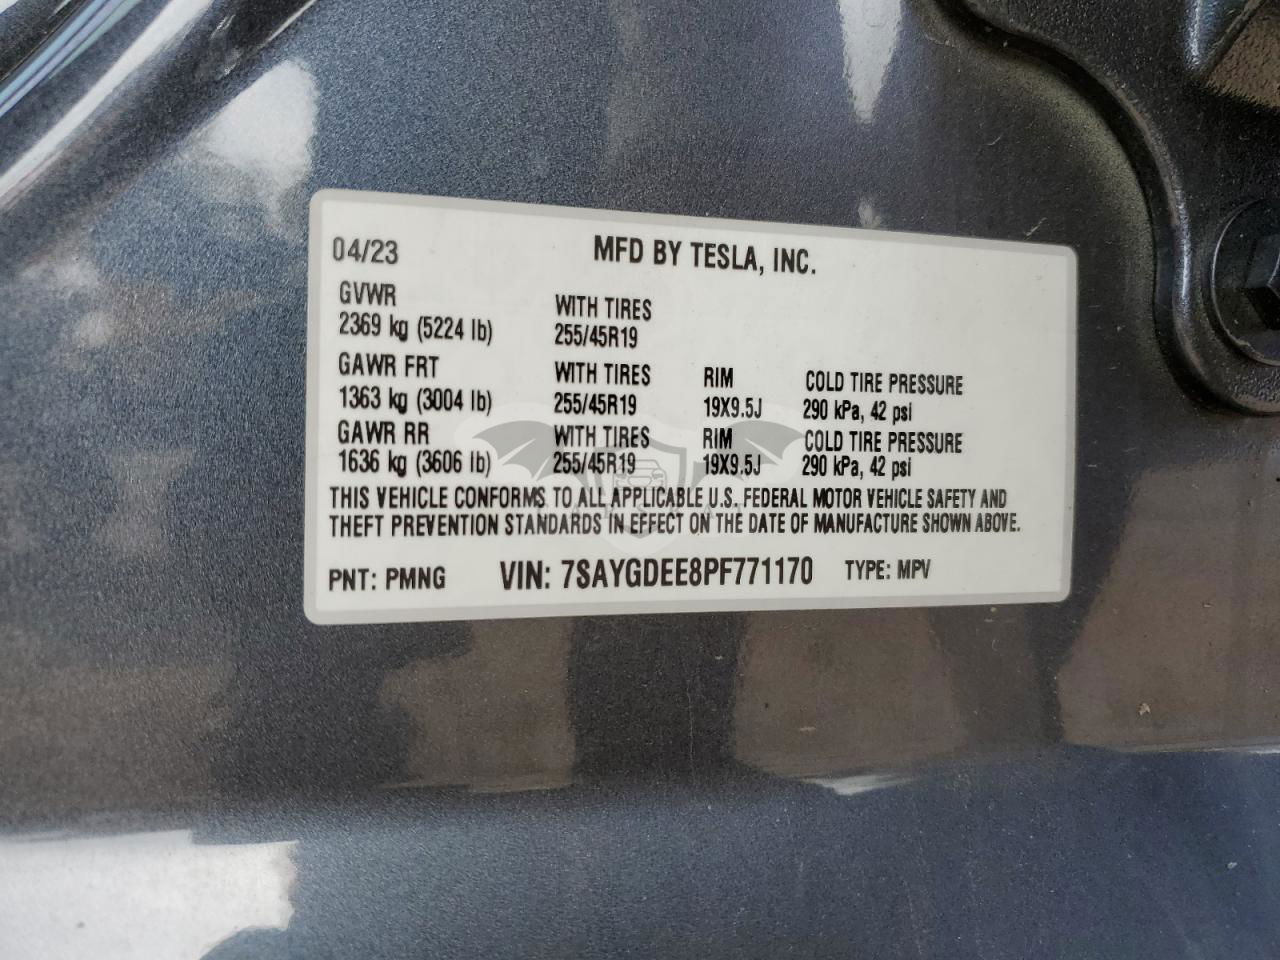 04/23 MFD BY TESLA, INC.
GVWR WITH TIRES
2369 kg (5224 lb) 255/45R19
GAWR FRT WITH TIRES RIM COLD TIRE PRESSURE
1363 kg (3004 lb) 255/45R19 19X9.5J 290 kPa, 42 psi
GAWR RR WITH TIRES RIM COLD TIRE PRESSURE
1636 kg (3606 lb) 255/45R19 19X9.5J 290 kPa, 42 psi
THIS VEHICLE CONFORMS TO ALL APPLICABLE U.S. FEDERAL MOTOR VEHICLE SAFETY AND
THEFT PREVENTION STANDARDS IN EFFECT ON THE DATE OF MANUFACTURE SHOWN ABOVE.
PNT: PMNG VIN: 7SAYGDEE8PF771170 TYPE: MPV